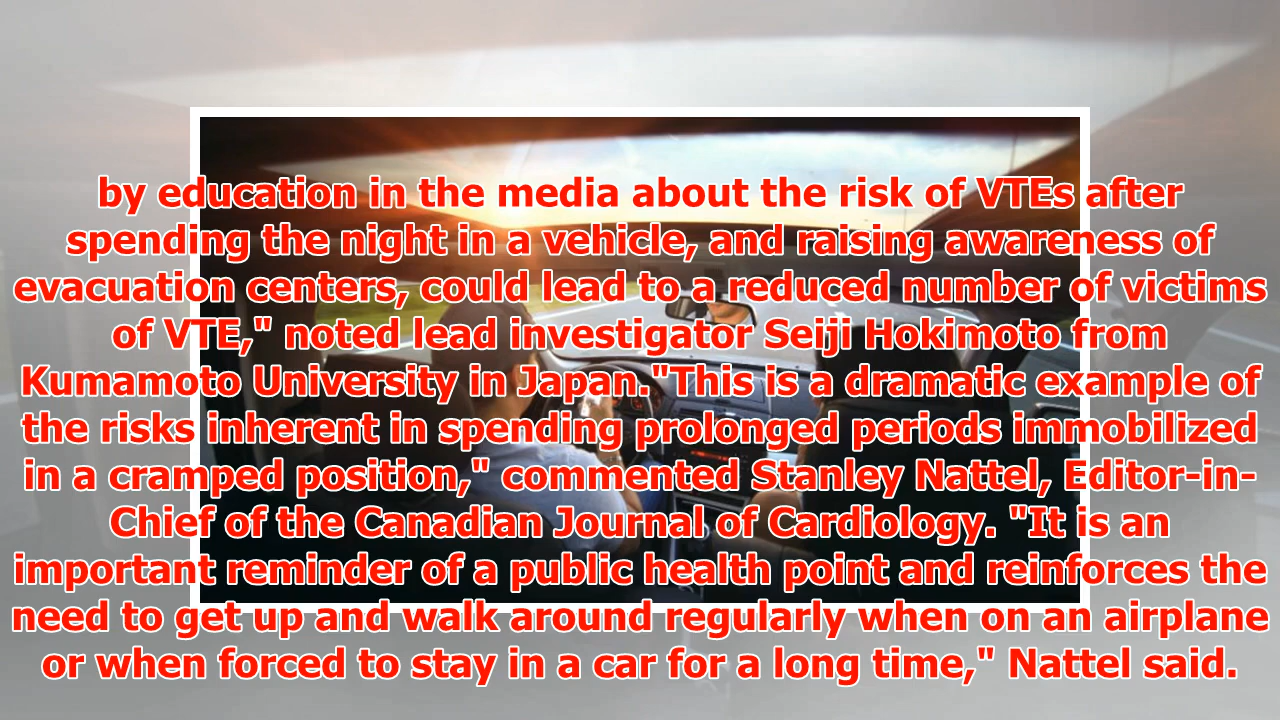 by education in the media about the risk of VTEs after
spending the night in a vehicle, and raising awareness of
evacuation centers, could lead to a reduced number of victims
of VTE," noted lead investigator Seiji Hokimoto from
Kumamoto University in Japan."This is a dramatic example of
the risks inherent in spending prolonged periods immobilized
in a cramped position," commented Stanley Nattel, Editor-in-
Chief of the Canadian Journal of Cardiology. "It is an
important reminder of a public health point and reinforces the
need to get up and walk around regularly when on an airplane
or when forced to stay in a car for a long time," Nattel said.